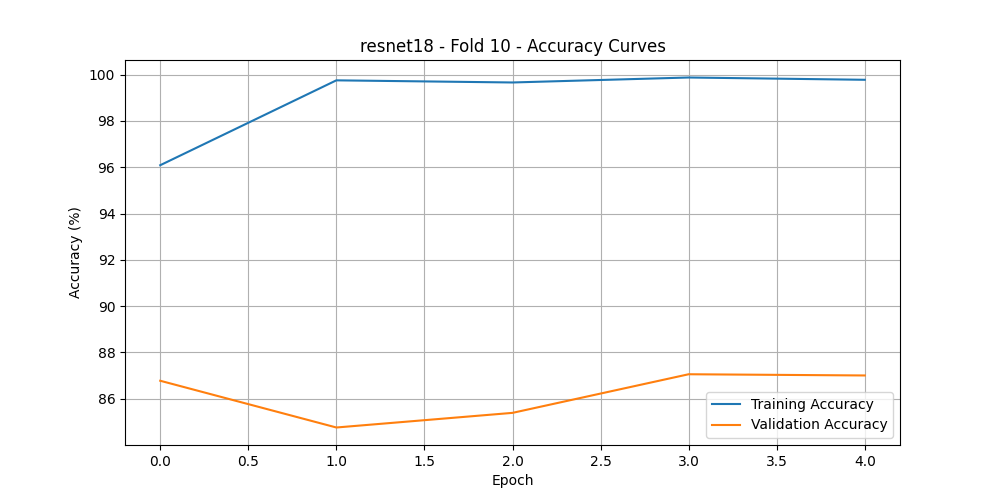 resnet18 - Fold 10 - Accuracy Curves
Accuracy (%)
100
98
96
94
92
90
88
86
0.0 0.5 1.0 1.5 2.0 2.5 3.0 3.5 4.0
Epoch
Training Accuracy
Validation Accuracy